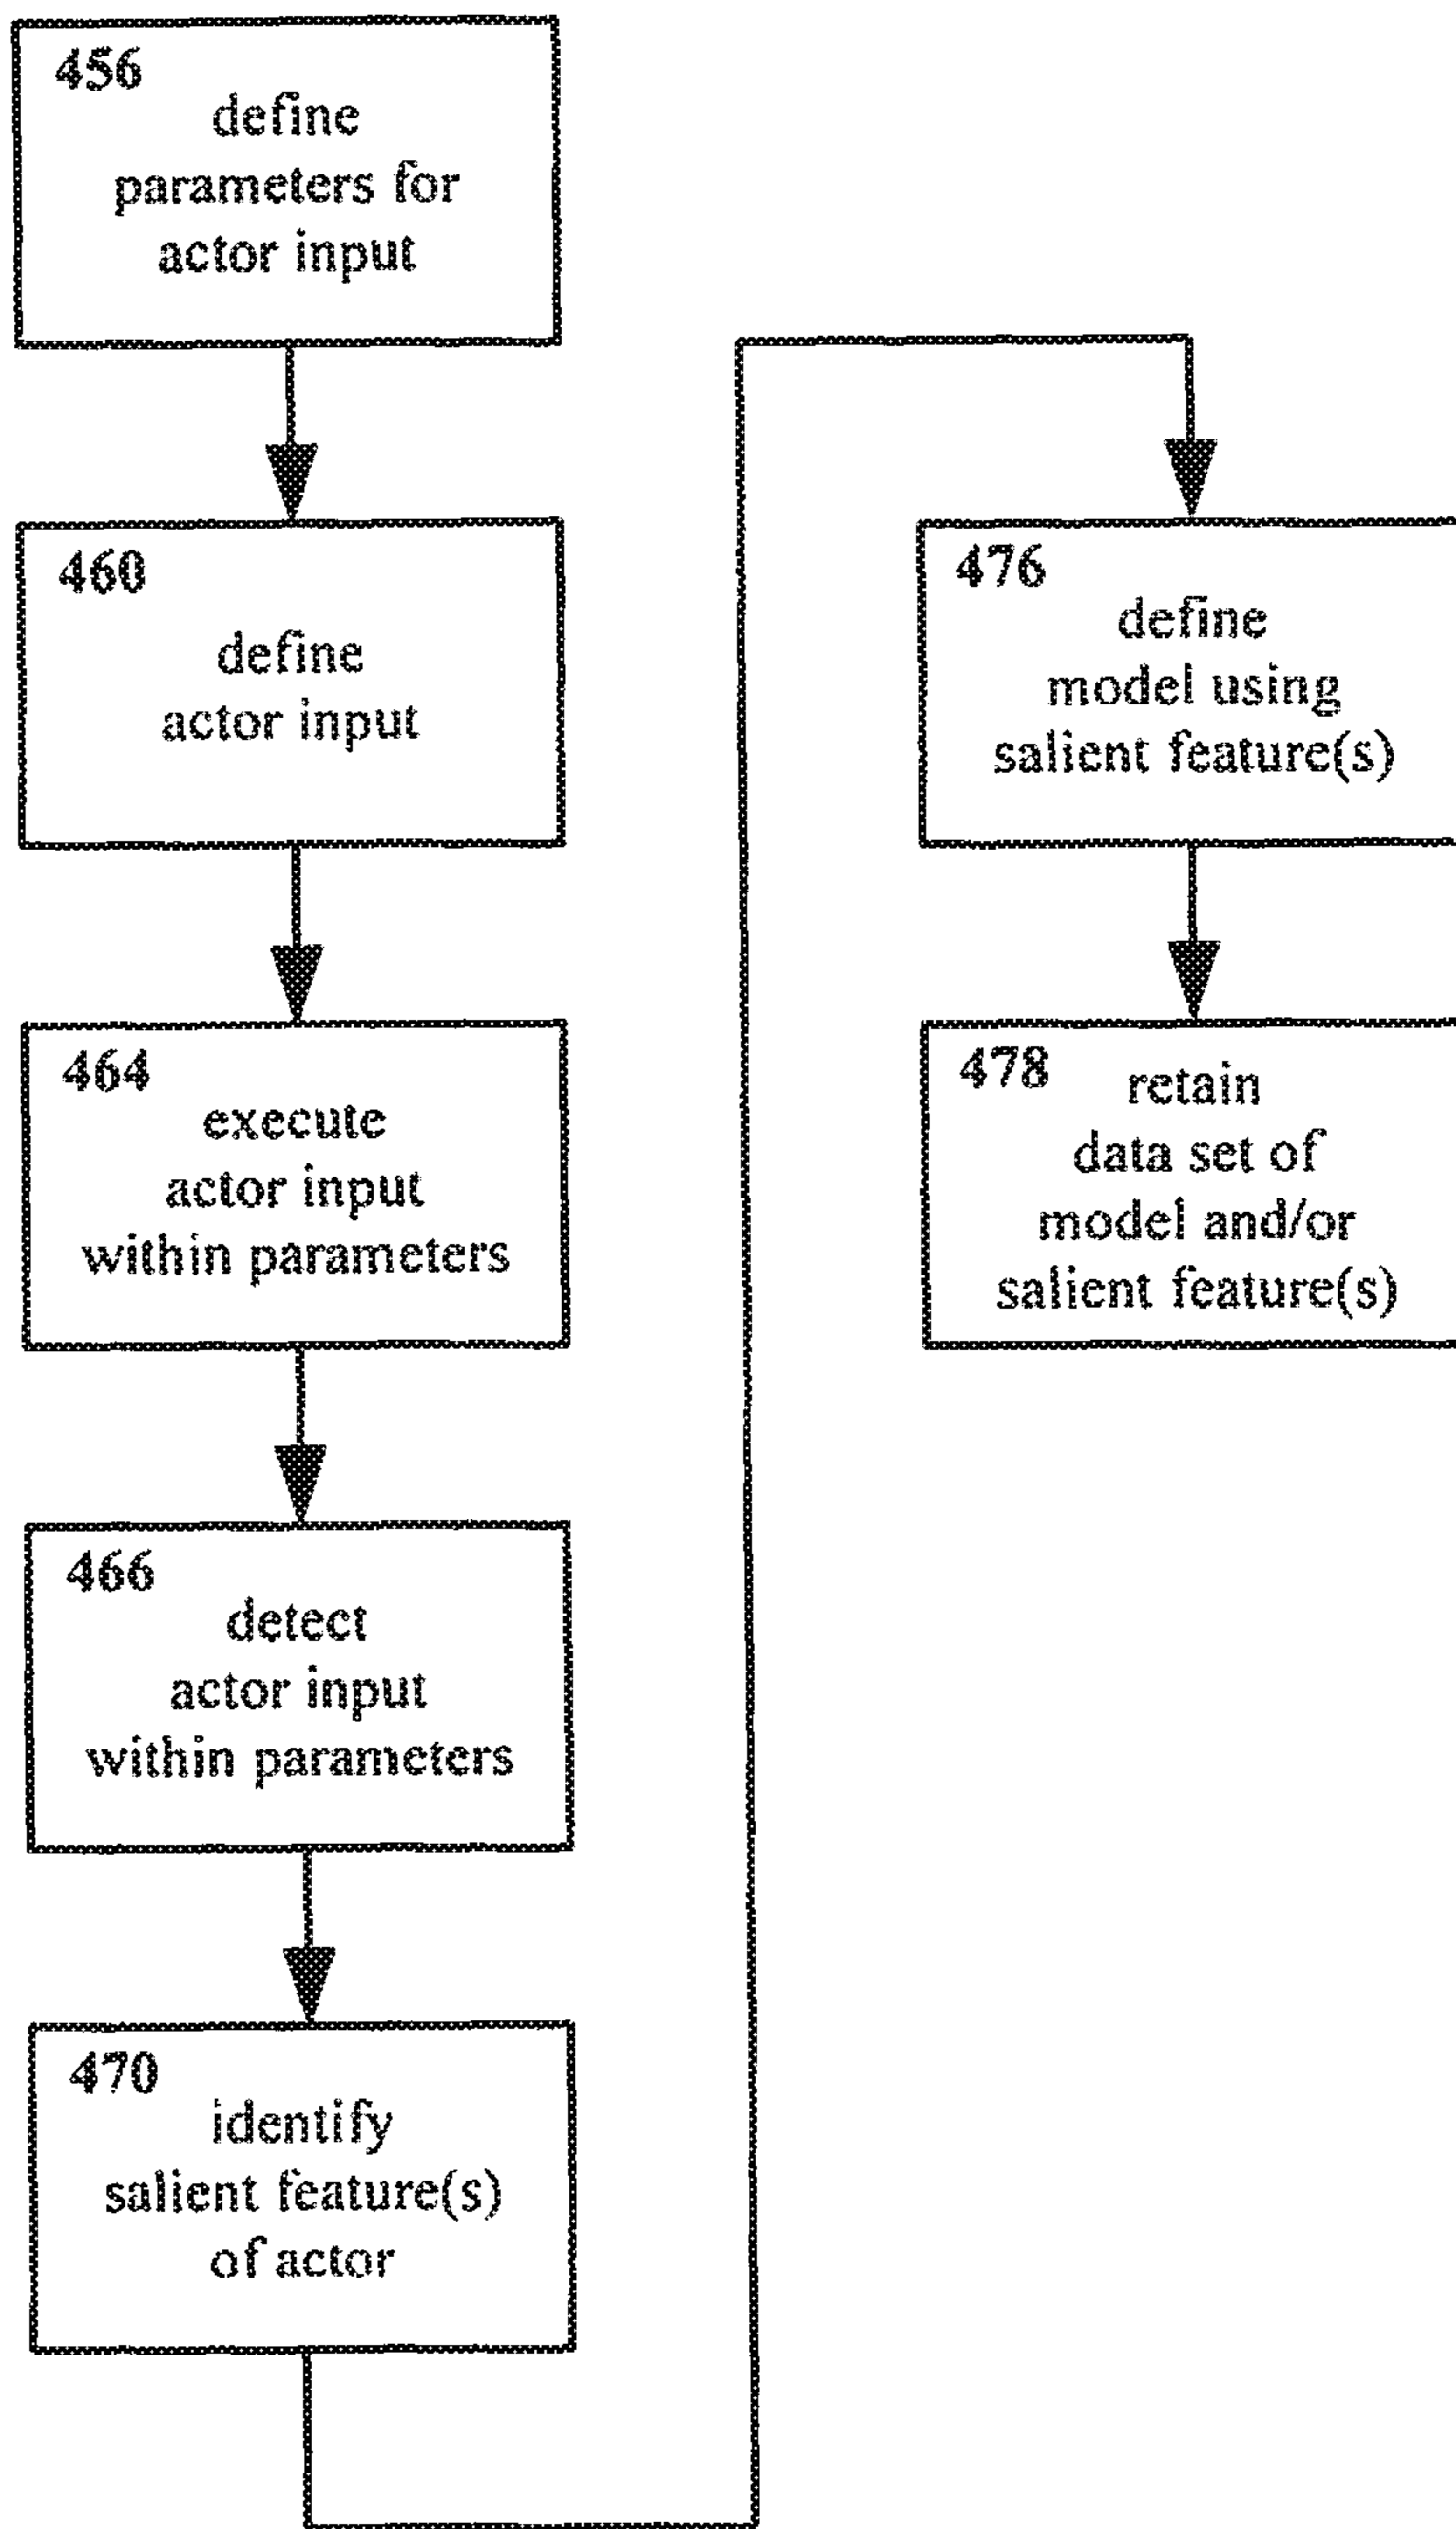 456
define
parameters for
actor input
460
define
actor input
464
execute
actor input
within parameters
466
detect
actor input
within parameters
470
identify
salient feature(s)
of actor
476
define
model using
salient feature(s)
478 retain
data set of
model and/or
salient feature(s)